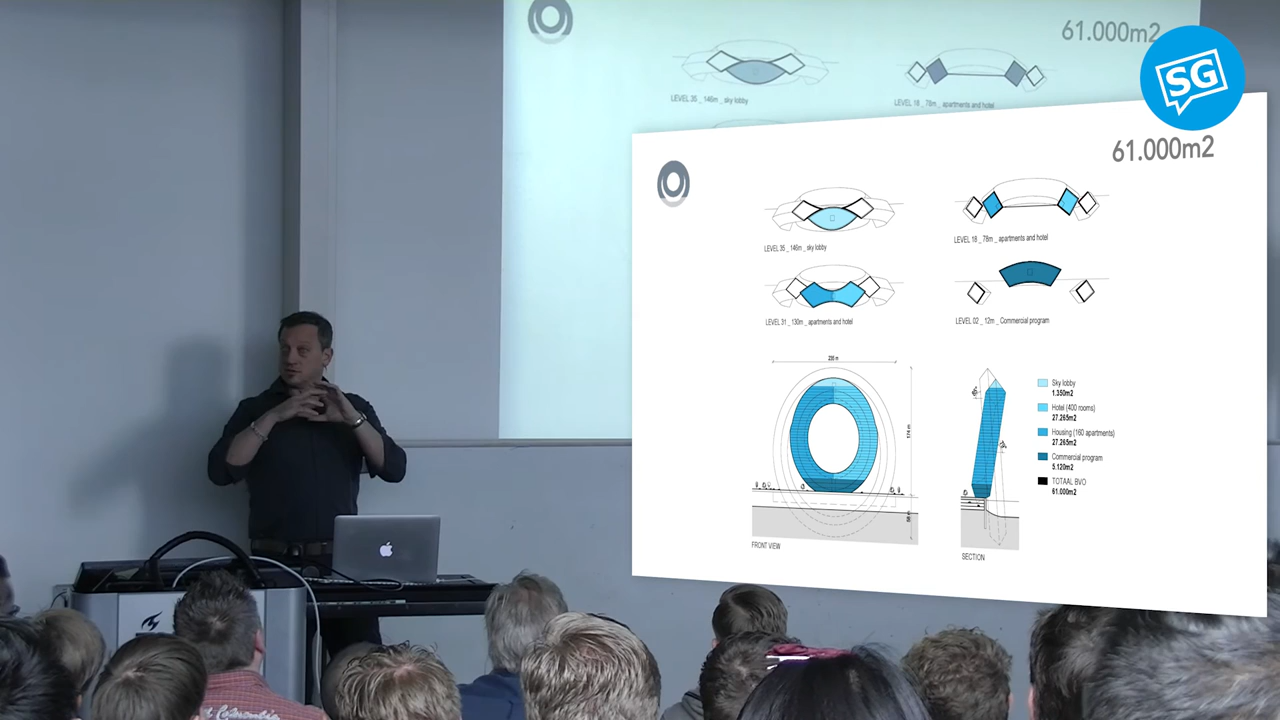 61.000m2
LEVEL 35 _ 146m _ sky lobby
LEVEL 18 _ 78m _ apartments and hotel
SG
61.000m2
LEVEL 35 _ 146m _ sky lobby
LEVEL 18 _ 78m _ apartments and hotel
LEVEL 31 _ 130m _ apartments and hotel
LEVEL 02 _ 12m _ Commercial program
Sky lobby
1.350m2
Hotel (400 rooms)
27.265m2
Housing (160 apartments)
27.265m2
Commercial program
5.120m2
TOTAAL BVO
61.000m2
FRONT VIEW
SECTION